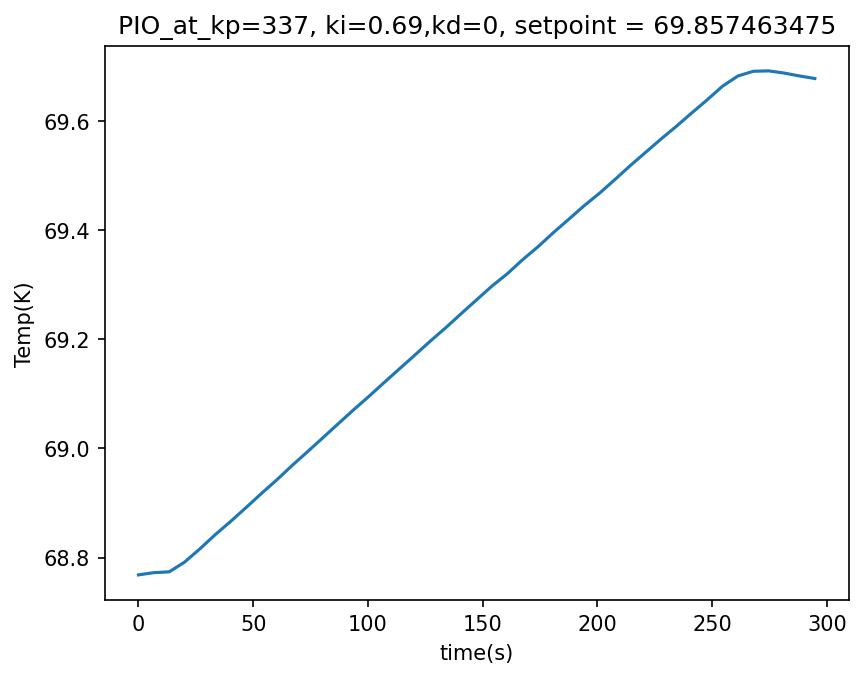 PIO_at_kp=337, ki=0.69,kd=0, setpoint = 69.857463475
69.6
69.4
69.2
69.0
68.8
Temp(K)
0 50 100 150 200 250 300
time(s)